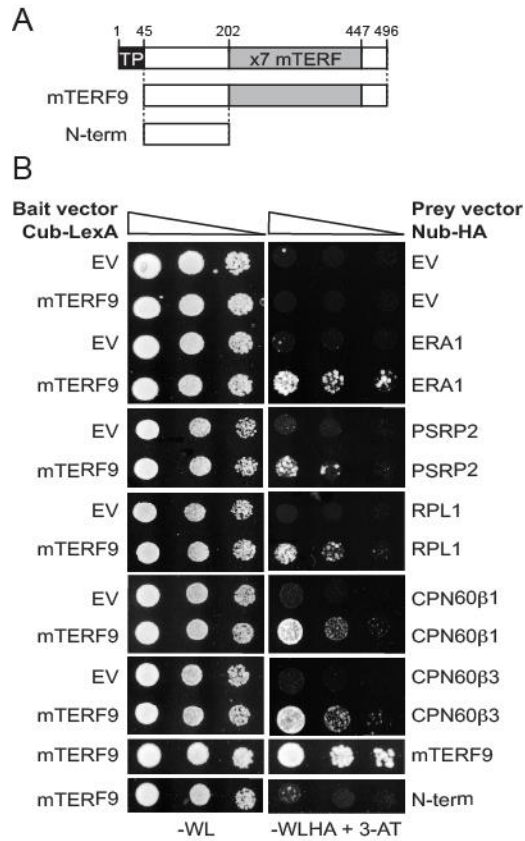 A
1 45 202 447 496
TP x7 mTERF
mTERF9
N-term
B
Bait vector Prey vector
Cub-LexA Nub-HA
EV EV
mTERF9 EV
EV ERA1
mTERF9 ERA1
EV PSRP2
mTERF9 PSRP2
EV RPL1
mTERF9 RPL1
EV CPN60β1
mTERF9 CPN60β1
EV CPN60β3
mTERF9 CPN60β3
mTERF9 mTERF9
mTERF9 N-term
-WL -WLHA + 3-AT